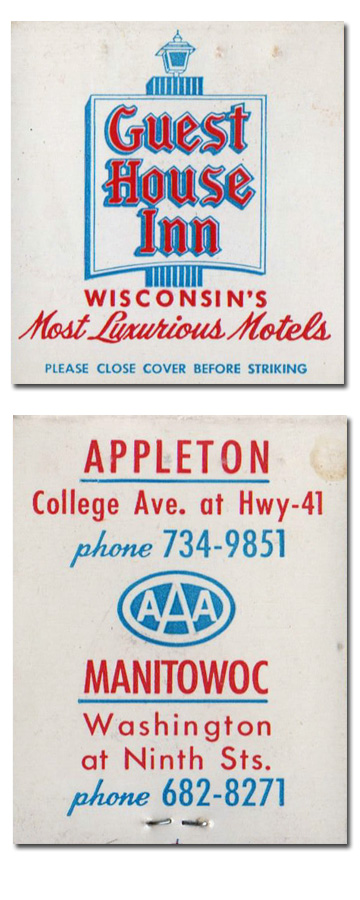 Guest
House
Inn
WISCONSIN'S
Most Luxurious Motels
PLEASE CLOSE COVER BEFORE STRIKING
APPLETON
College Ave. at Hwy-41
phone 734-9851
AAA
MANITOWOC
Washington
at Ninth Sts.
phone 682-8271